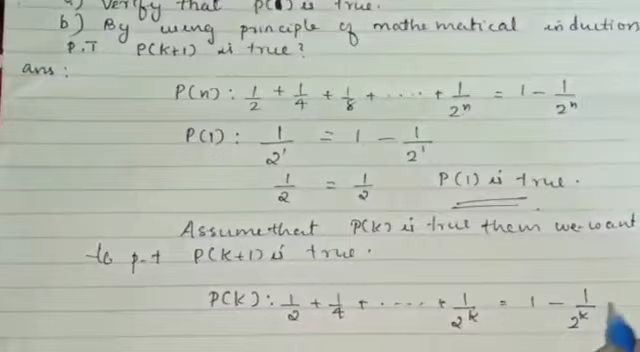 a) Verify that P(1) is true.
b) By using principle of mathematical induction
P.T P(k+1) is true?
ans:
P(n): 1/2 + 1/4 + 1/8 + ..... + 1/2^n = 1 - 1/2^n
P(1): 1/2^1 = 1 - 1/2^1
1/2 = 1/2 P(1) is true.
Assume that P(k) is true them we want
to p.t P(k+1) is true.
P(k): 1/2 + 1/4 + ..... + 1/2^k = 1 - 1/2^k